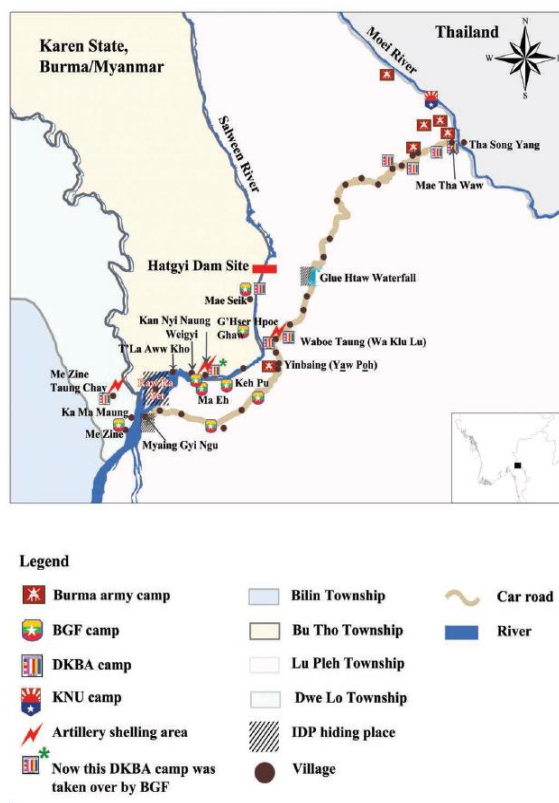 Karen State,
Burma/Myanmar
Thailand
Moei River
N
W
S
Salween River
Tha Song Yang
Mae Tha Waw
Hatgyi Dam Site
Glue Htaw Waterfall
Mae Seik
Kan Nyi Naung
G'Hser Hpoe
Ghaw
Weigyi
Waboe Taung (Wa Klu Lu)
T'La Aww Kho
Yinbaing (Yaw Poh)
Me Zine
Taung Chay
Keh Pu
Ma Eh
Ka Ma Maung
Me Zine
Myaing Gyi Ngu
Legend
Burma army camp
BGF camp
DKBA camp
KNU camp
Artillery shelling area
Now this DKBA camp was
taken over by BGF
Bilin Township
Bu Tho Township
Lu Pleh Township
Dwe Lo Township
IDP hiding place
Village
Car road
River